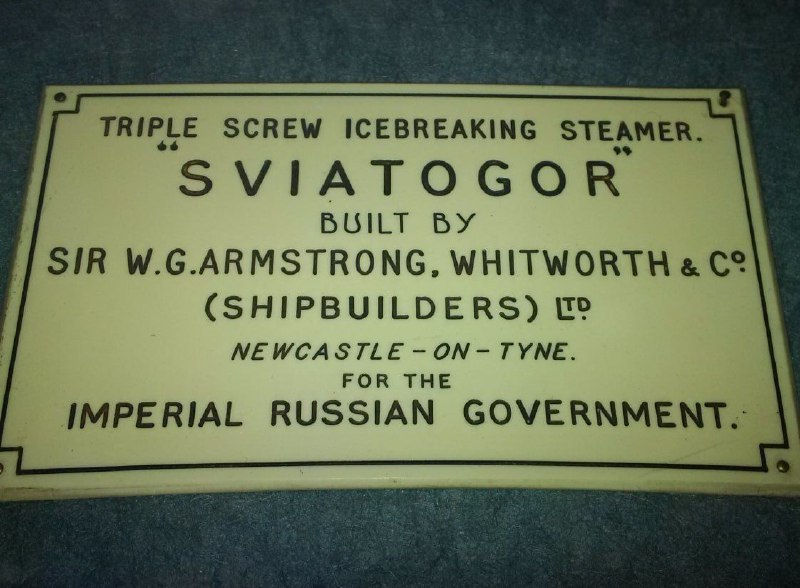 TRIPLE SCREW ICEBREAKING STEAMER.
“SVIATOGOR”
BUILT BY
SIR W.G.ARMSTRONG, WHITWORTH & Cº.
(SHIPBUILDERS) LTD.
NEWCASTLE-ON-TYNE.
FOR THE
IMPERIAL RUSSIAN GOVERNMENT.